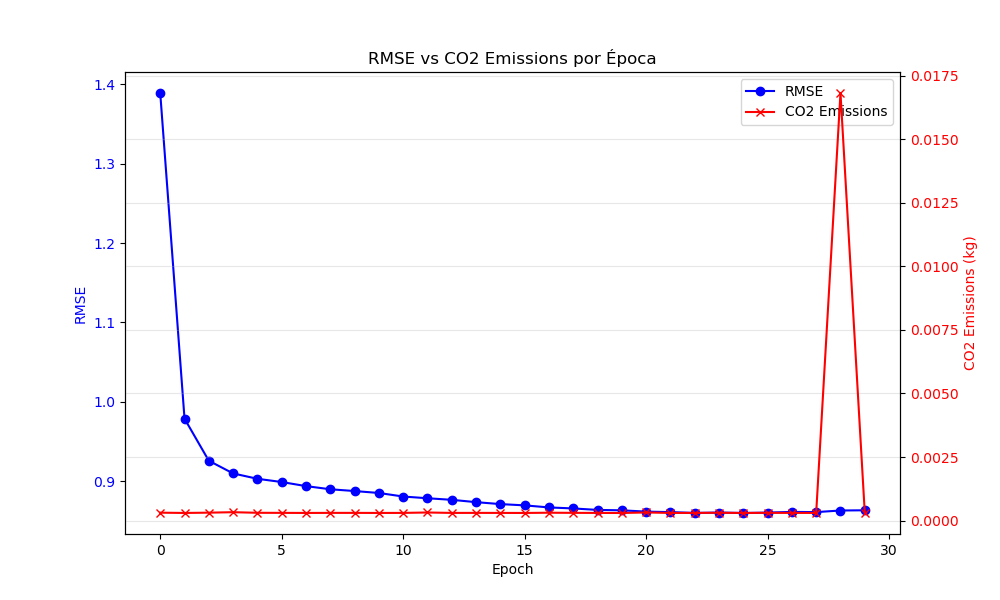 RMSE vs CO2 Emissions por Época
1.4
1.3
1.2
1.1
1.0
0.9
RMSE
RMSE
CO2 Emissions
0.0175
0.0150
0.0125
0.0100
0.0075
0.0050
0.0025
0.0000
CO2 Emissions (kg)
0 5 10 15 20 25 30
Epoch